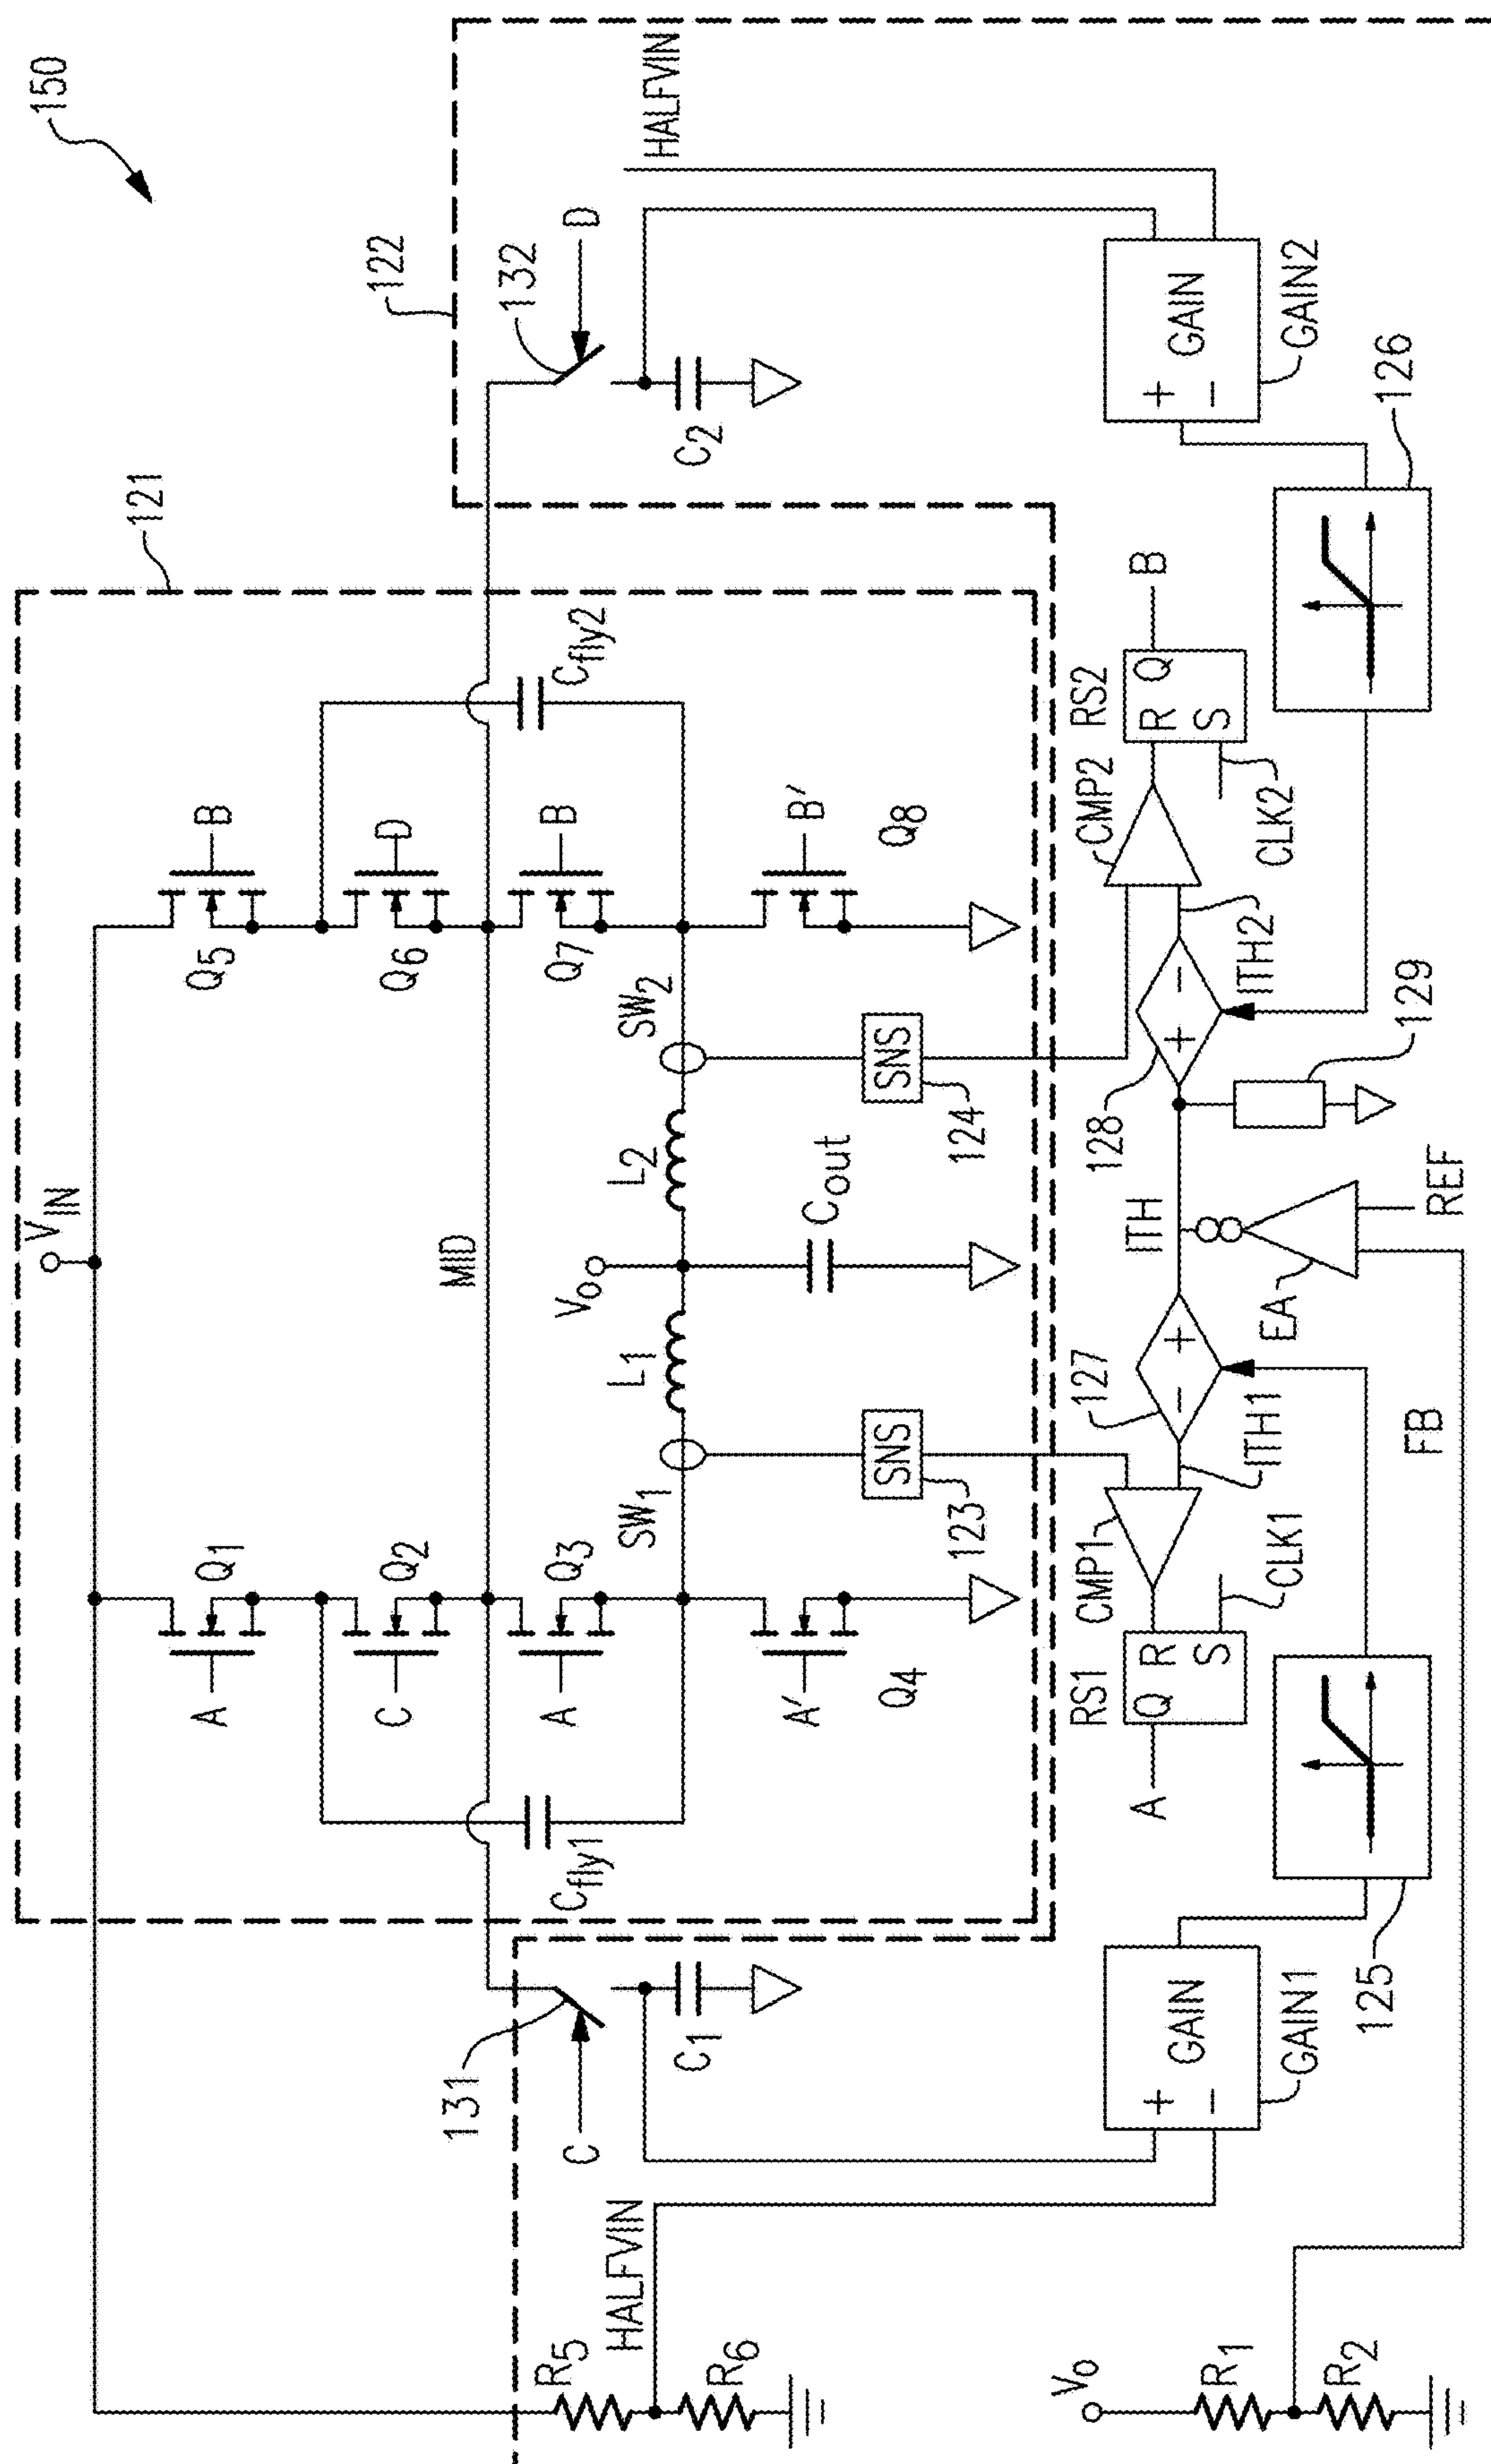 150
121
122
V_IN
A
Q1
C
Q2
A
Q3
A'
Q4
B
Q5
D
Q6
B
Q7
B'
Q8
MID
Cfly1
Cfly2
SW1
L1
Vo
L2
SW2
Cout
SNS
123
SNS
124
131
C
C1
132
D
C2
HALFVIN
HALFVIN
R5
R6
Vo
R1
R2
GAIN
+
−
GAIN1
GAIN
+
−
GAIN2
125
126
RS1
A
Q
R
S
CLK1
CMP1
ITH1
127
−
+
ITH
EA
REF
FB
128
+
−
129
ITH2
CMP2
RS2
R
Q
S
B
CLK2